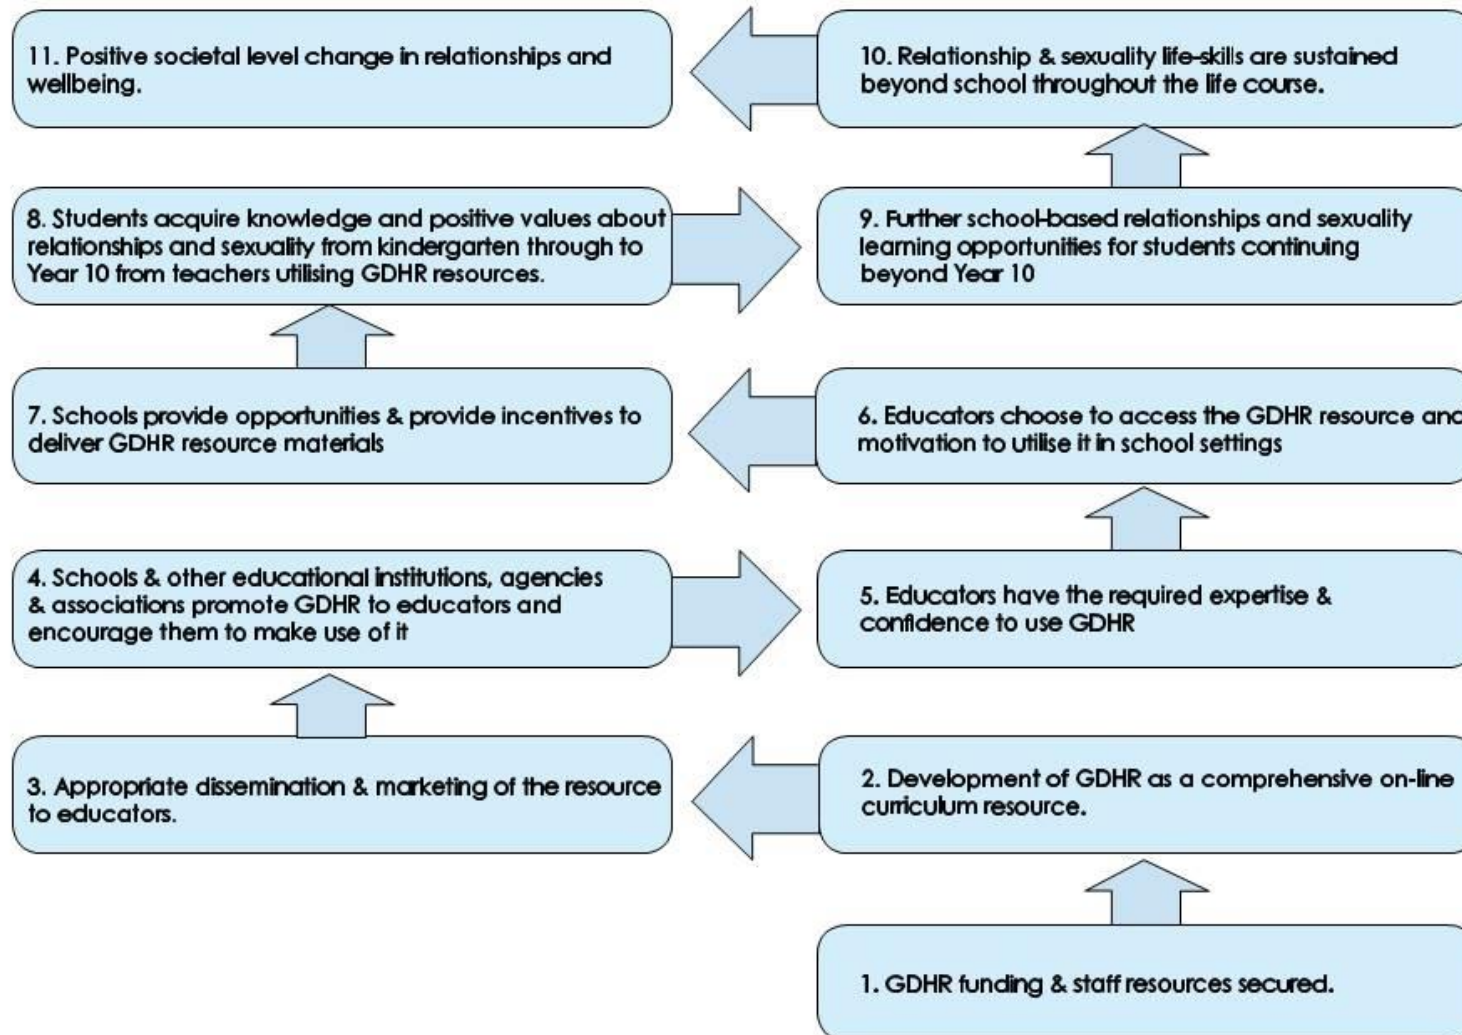 11. Positive societal level change in relationships and
wellbeing.
10. Relationship & sexuality life-skills are sustained
beyond school throughout the life course.
8. Students acquire knowledge and positive values about
relationships and sexuality from kindergarten through to
Year 10 from teachers utilising GDHR resources.
9. Further school-based relationships and sexuality
learning opportunities for students continuing
beyond Year 10
7. Schools provide opportunities & provide incentives to
deliver GDHR resource materials
6. Educators choose to access the GDHR resource and
motivation to utilise it in school settings
4. Schools & other educational institutions, agencies
& associations promote GDHR to educators and
encourage them to make use of it
5. Educators have the required expertise &
confidence to use GDHR
3. Appropriate dissemination & marketing of the resource
to educators.
2. Development of GDHR as a comprehensive on-line
curriculum resource.
1. GDHR funding & staff resources secured.